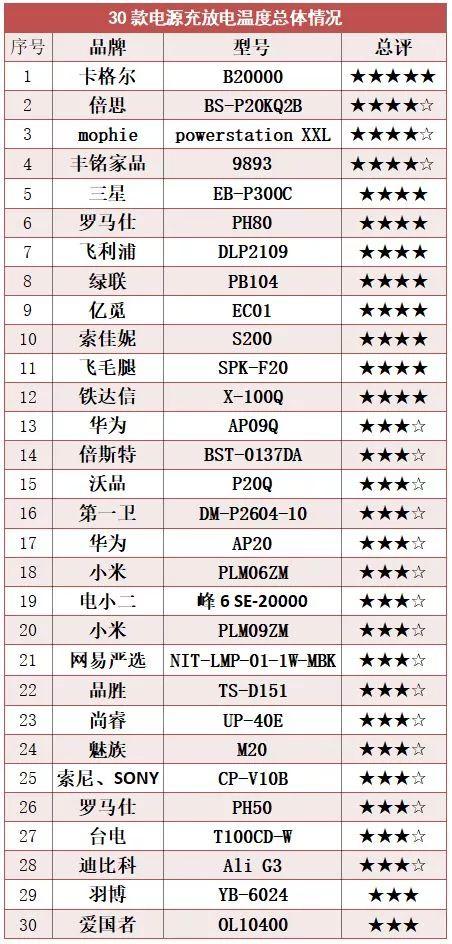 30款电源充放电温度总体情况
序号 品牌 型号 总评
1 卡格尔 B20000 ★★★★★
2 倍思 BS-P20KQ2B ★★★★☆
3 mophie powerstation XXL ★★★★☆
4 丰铭家品 9893 ★★★★☆
5 三星 EB-P300C ★★★★
6 罗马仕 PH80 ★★★★
7 飞利浦 DLP2109 ★★★★
8 绿联 PB104 ★★★★
9 亿觅 EC01 ★★★★
10 索佳妮 S200 ★★★★
11 飞毛腿 SPK-F20 ★★★★
12 铁达信 X-100Q ★★★★
13 华为 AP09Q ★★★☆
14 倍斯特 BST-0137DA ★★★☆
15 沃品 P20Q ★★★☆
16 第一卫 DM-P2604-10 ★★★☆
17 华为 AP20 ★★★☆
18 小米 PLM06ZM ★★★☆
19 电小二 峰6 SE-20000 ★★★☆
20 小米 PLM09ZM ★★★☆
21 网易严选 NIT-LMP-01-1W-MBK ★★★☆
22 品胜 TS-D151 ★★★☆
23 尚睿 UP-40E ★★★☆
24 魅族 M20 ★★★☆
25 索尼、SONY CP-V10B ★★★☆
26 罗马仕 PH50 ★★★☆
27 台电 T100CD-W ★★★☆
28 迪比科 Ali G3 ★★★☆
29 羽博 YB-6024 ★★★
30 爱国者 OL10400 ★★★